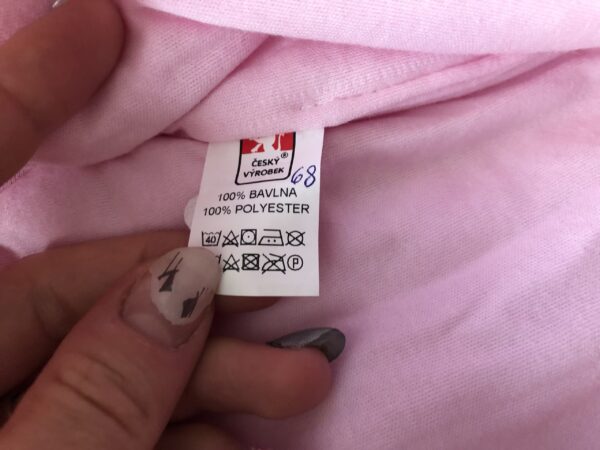 ČESKÝ®
VÝROBEK
68
100% BAVLNA
100% POLYESTER
40
P